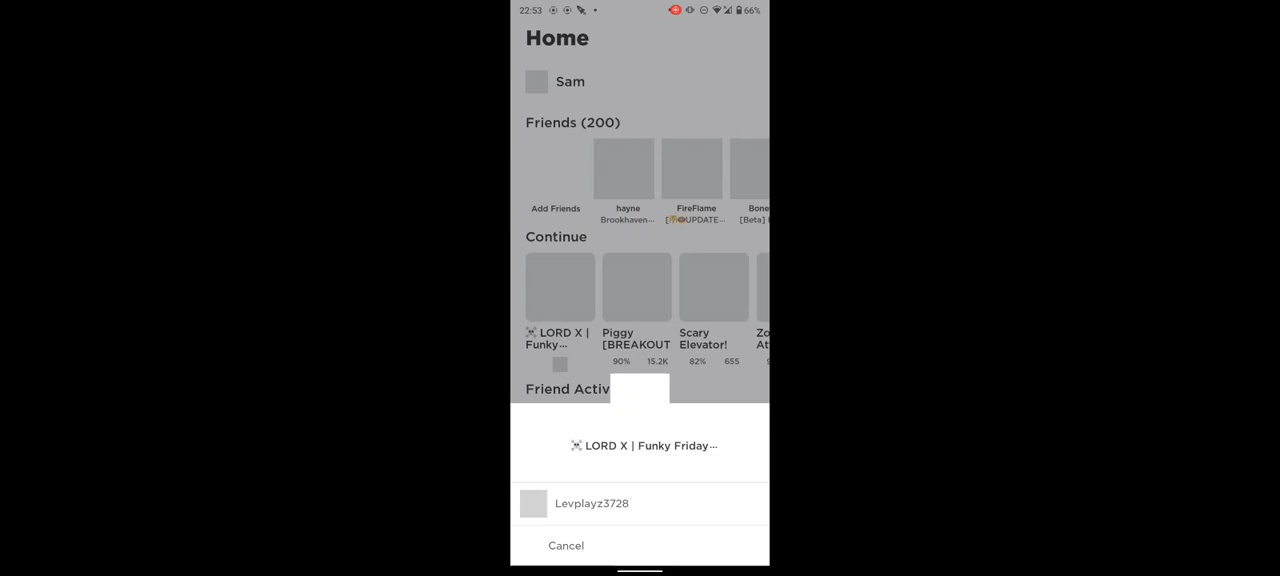 22:53 66%
Home
Sam
Friends (200)
Add Friends
hayne
Brookhaven...
FireFlame
UPDATE...
Bone
[Beta]
Continue
☠️ LORD X |
Funky...
Piggy
[BREAKOUT
90% 15.2K
Scary
Elevator!
82% 655
Zo
At
Friend Activ
☠️ LORD X | Funky Friday...
Levplayz3728
Cancel